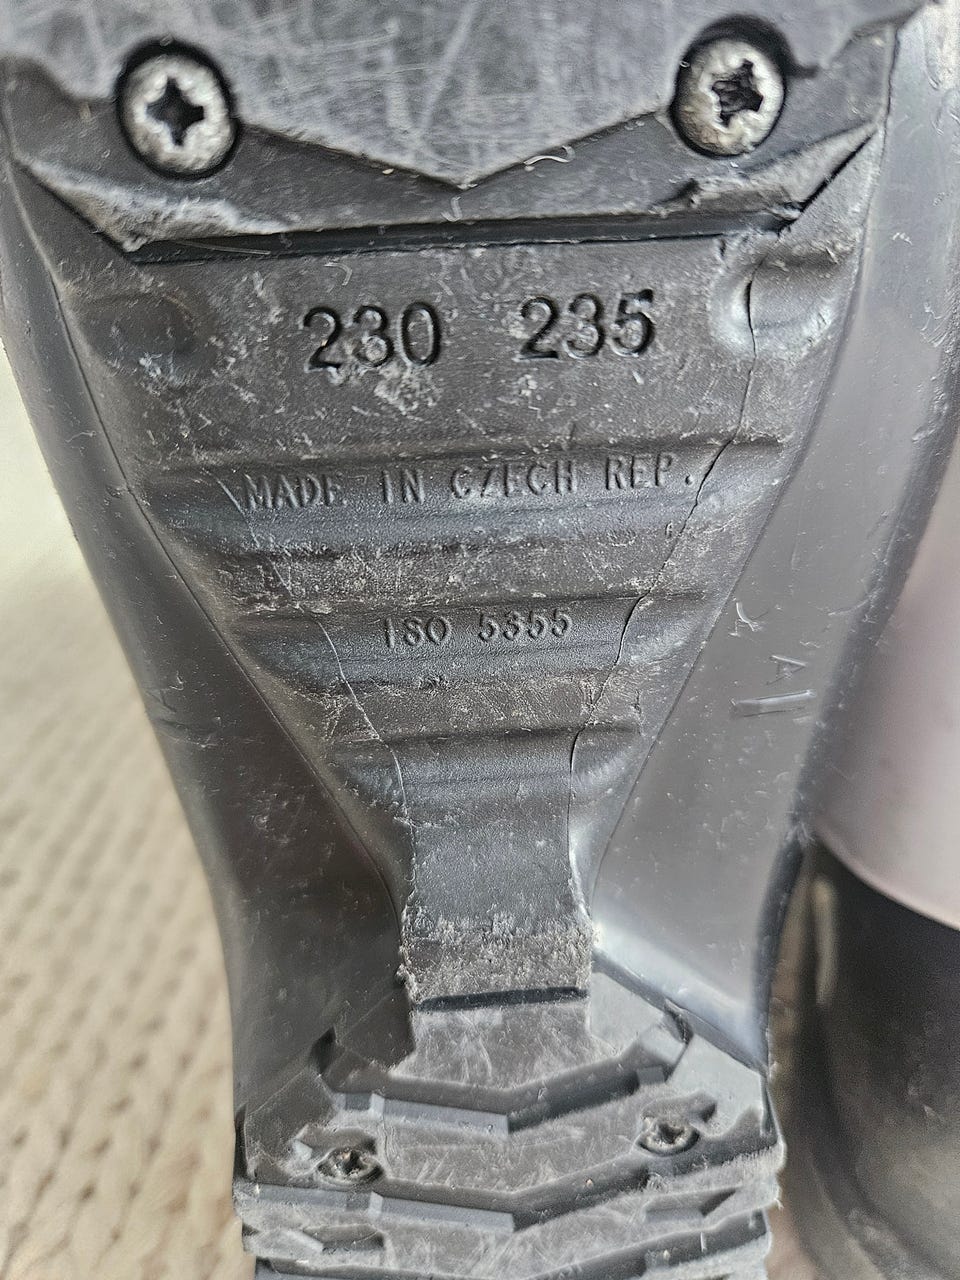 230 235
MADE IN CZECH REP.
ISO 5355